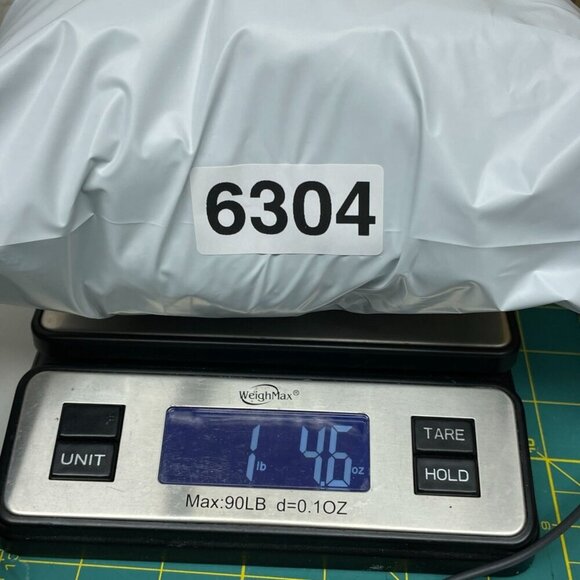 6304
WeighMax®
UNIT
1 lb 4.6 oz
TARE
HOLD
Max:90LB d=0.1OZ